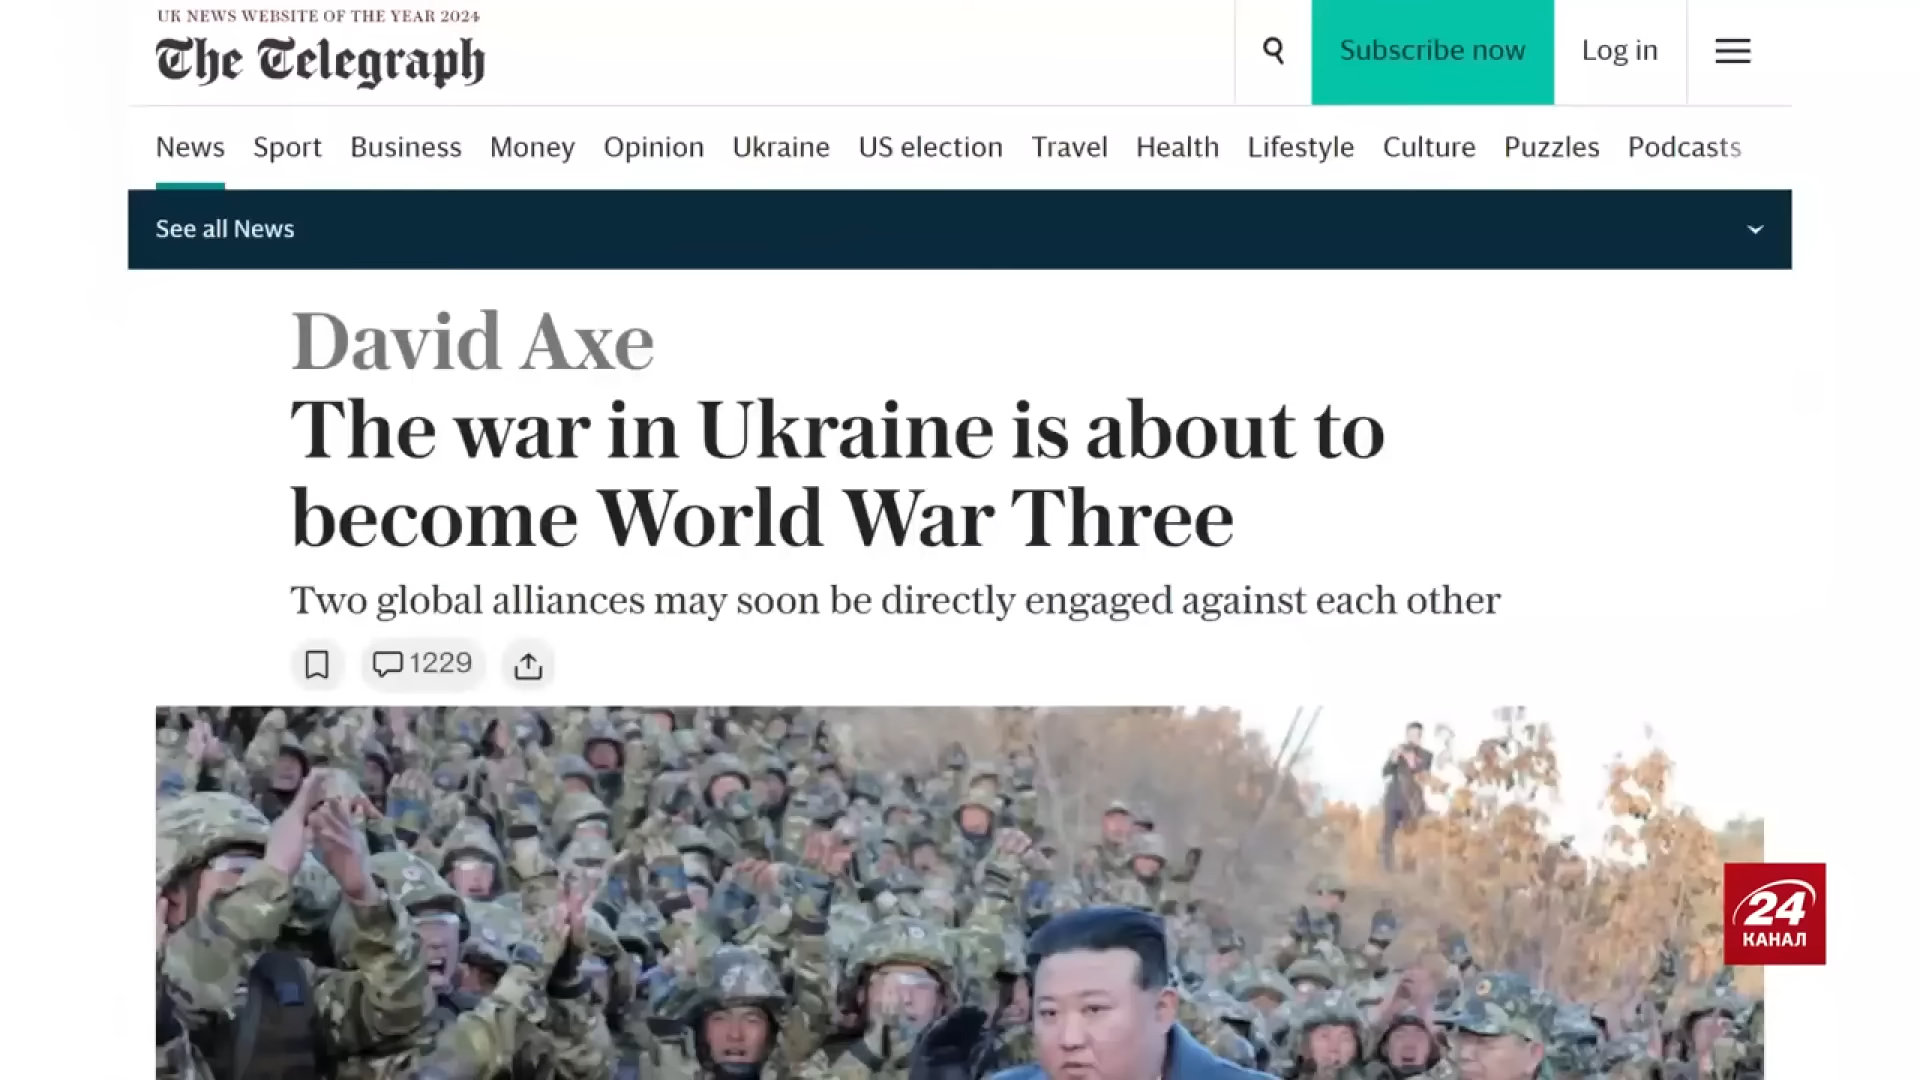 UK NEWS WEBSITE OF THE YEAR 2024
The Telegraph
Subscribe now
Log in
News Sport Business Money Opinion Ukraine US election Travel Health Lifestyle Culture Puzzles Podcasts
See all News
David Axe
The war in Ukraine is about to
become World War Three
Two global alliances may soon be directly engaged against each other
1229
24
КАНАЛ